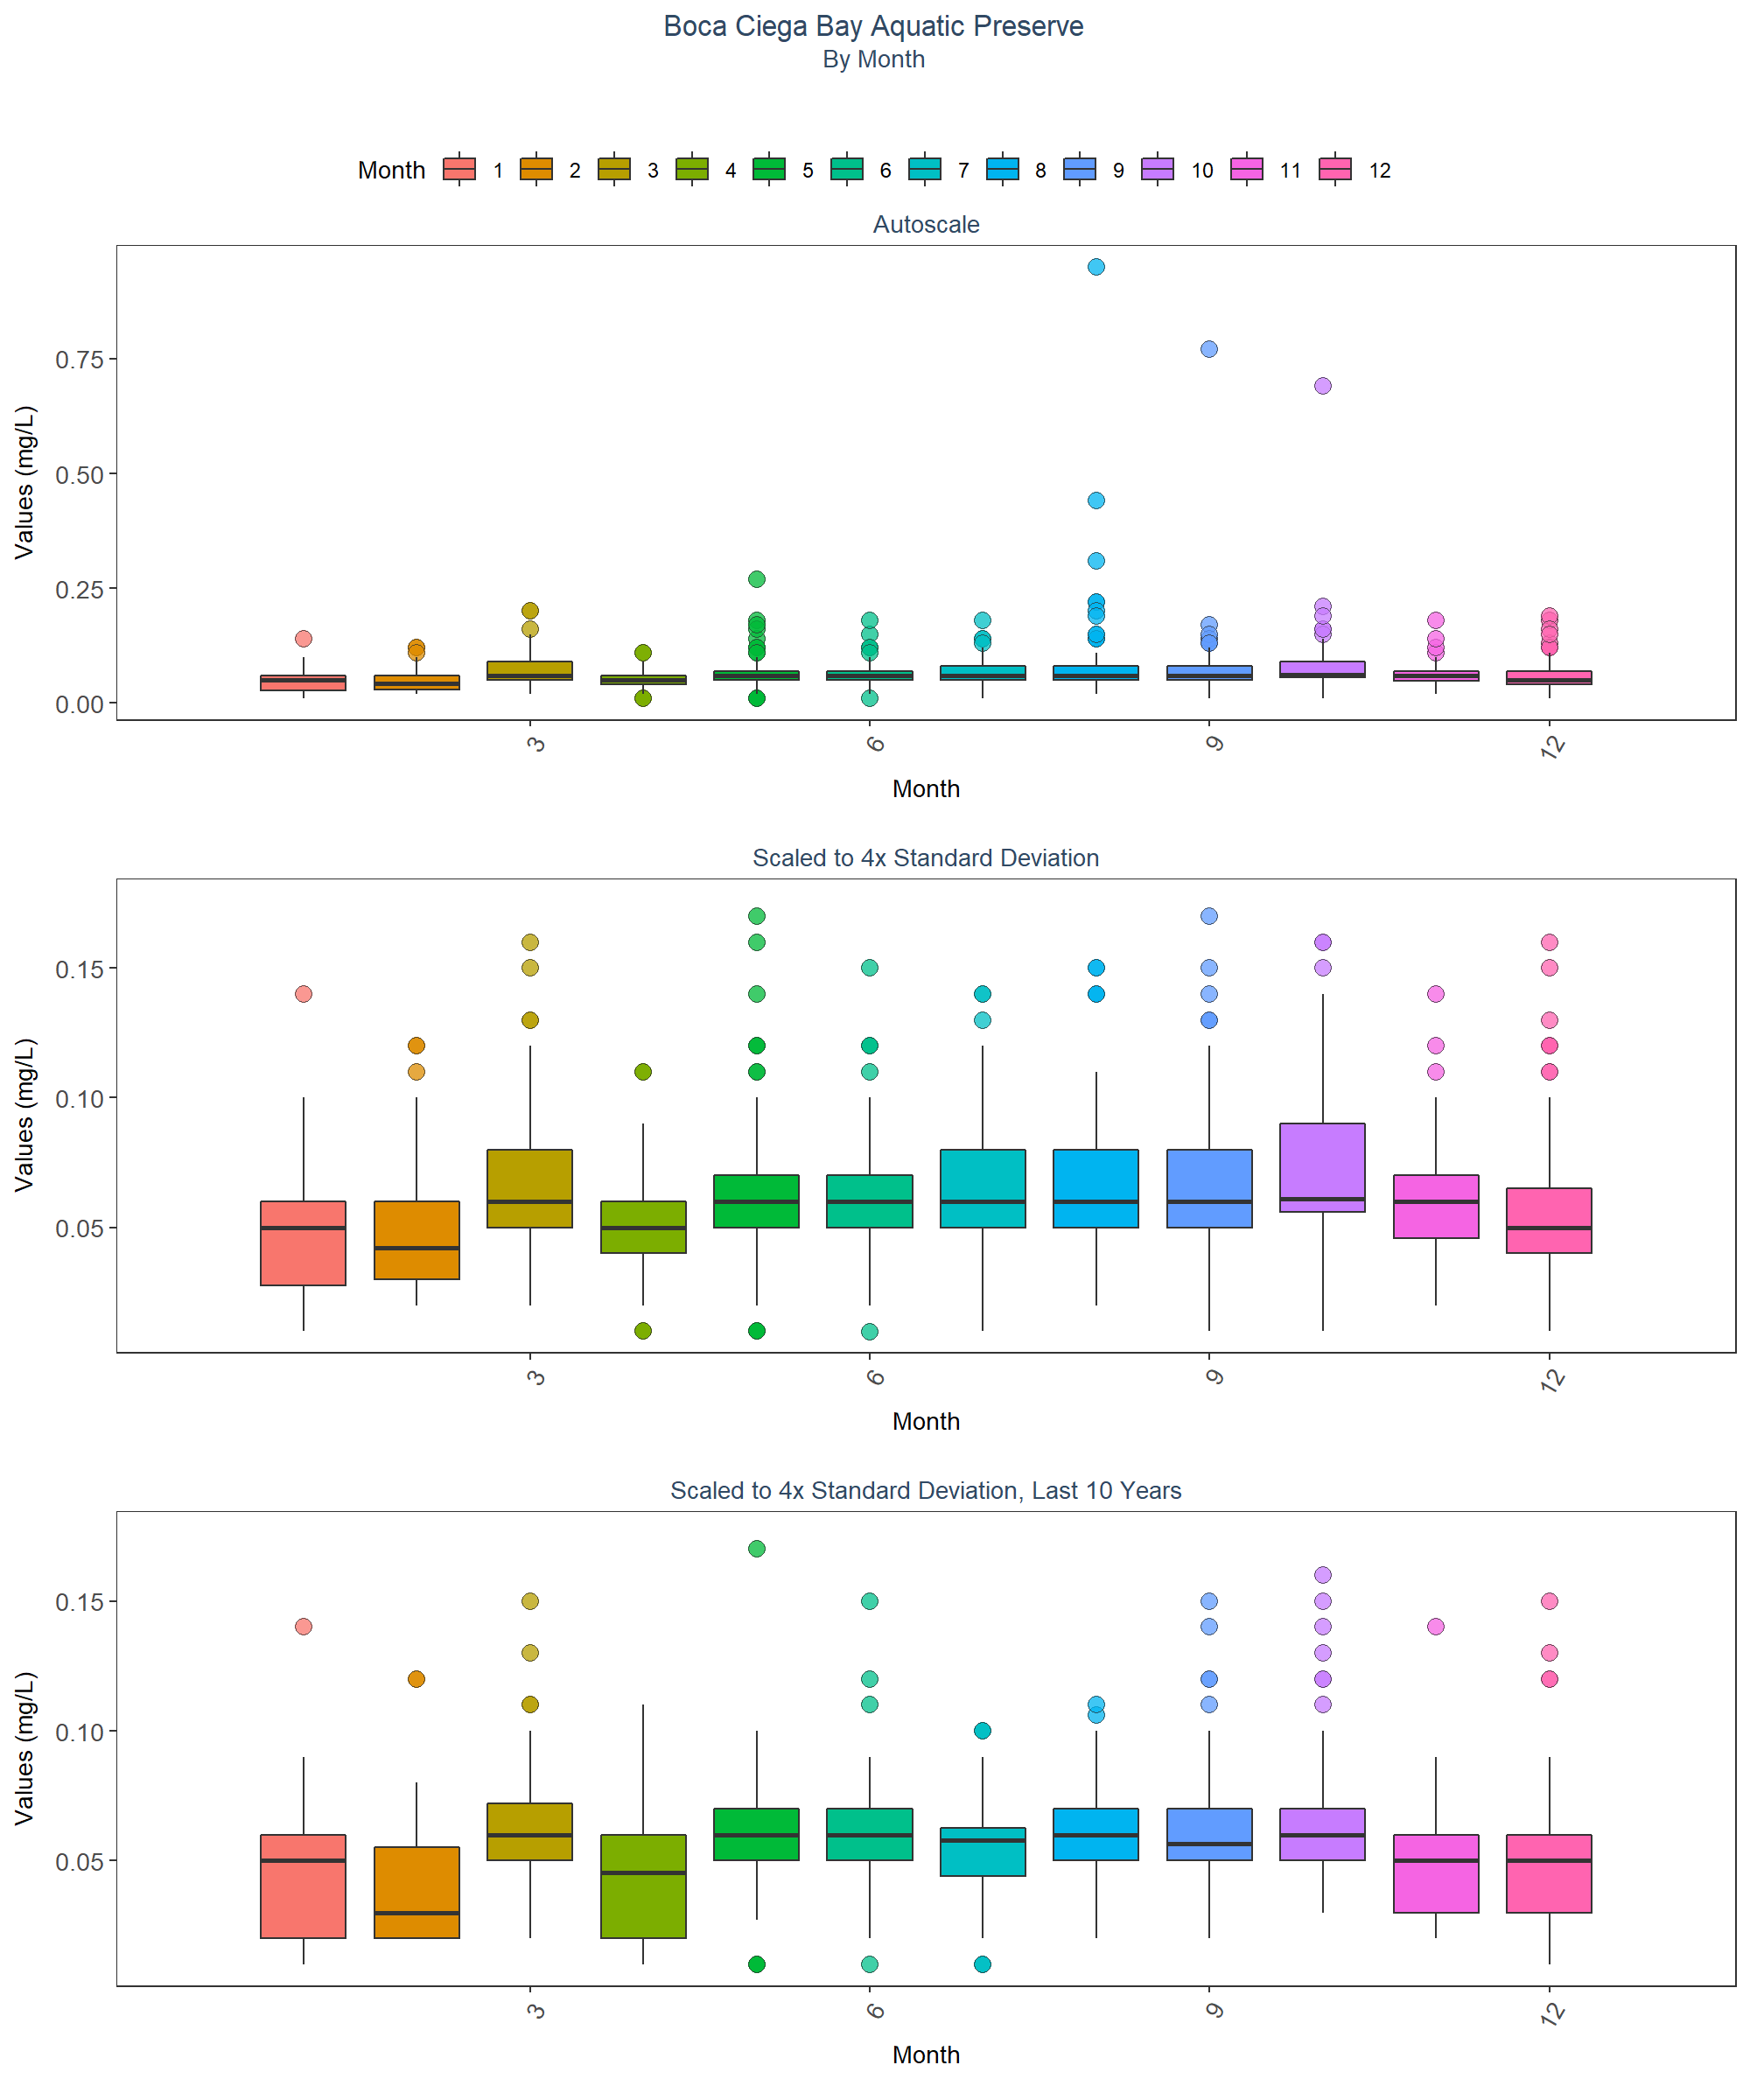 Boca Ciega Bay Aquatic Preserve
By Month
Month 1 2 3 4 5 6 7 8 9 10 11 12
Autoscale
Values (mg/L)
0.75
0.50
0.25
0.00
3 6 9 12
Month
Scaled to 4x Standard Deviation
Values (mg/L)
0.15
0.10
0.05
3 6 9 12
Month
Scaled to 4x Standard Deviation, Last 10 Years
Values (mg/L)
0.15
0.10
0.05
3 6 9 12
Month